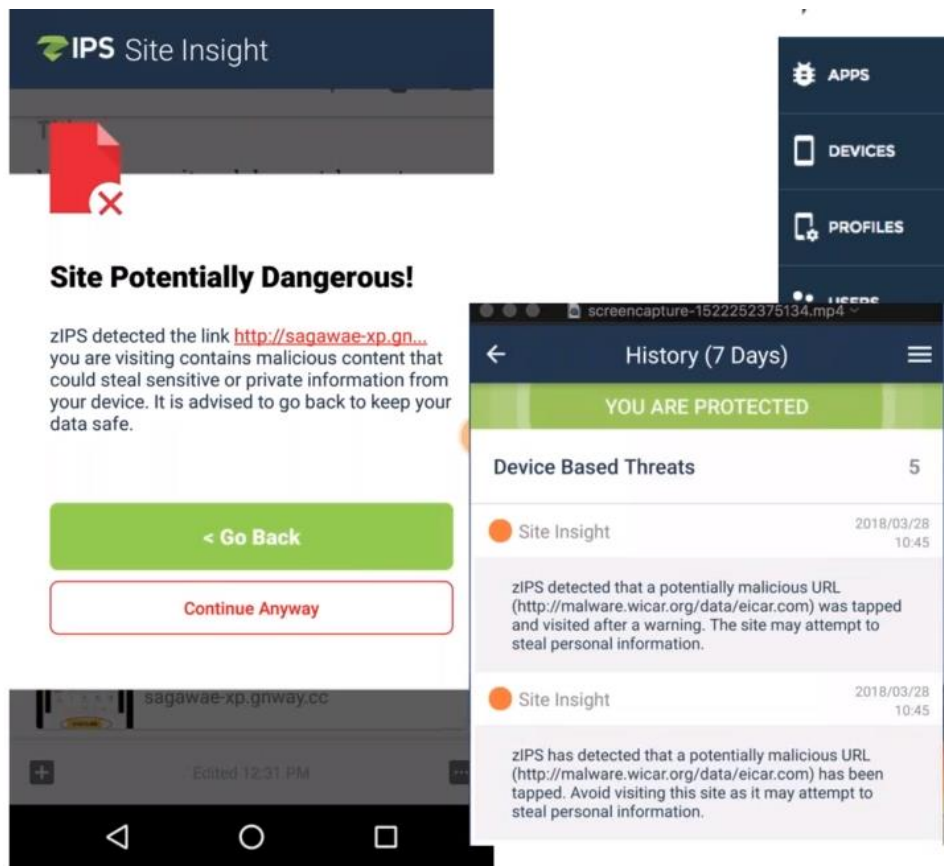 zIPS Site Insight
Site Potentially Dangerous!
zIPS detected the link http://sagawae-xp.gn...
you are visiting contains malicious content that
could steal sensitive or private information from
your device. It is advised to go back to keep your
data safe.
< Go Back
Continue Anyway
sagawae-xp.gnway.cc
Edited 12:31 PM
APPS
DEVICES
PROFILES
USERS
screencapture-1522252375134.mp4
History (7 Days)
YOU ARE PROTECTED
Device Based Threats 5
Site Insight 2018/03/28
10:45
zIPS detected that a potentially malicious URL
(http://malware.wicar.org/data/eicar.com) was tapped
and visited after a warning. The site may attempt to
steal personal information.
Site Insight 2018/03/28
10:45
zIPS has detected that a potentially malicious URL
(http://malware.wicar.org/data/eicar.com) has been
tapped. Avoid visiting this site as it may attempt to
steal personal information.